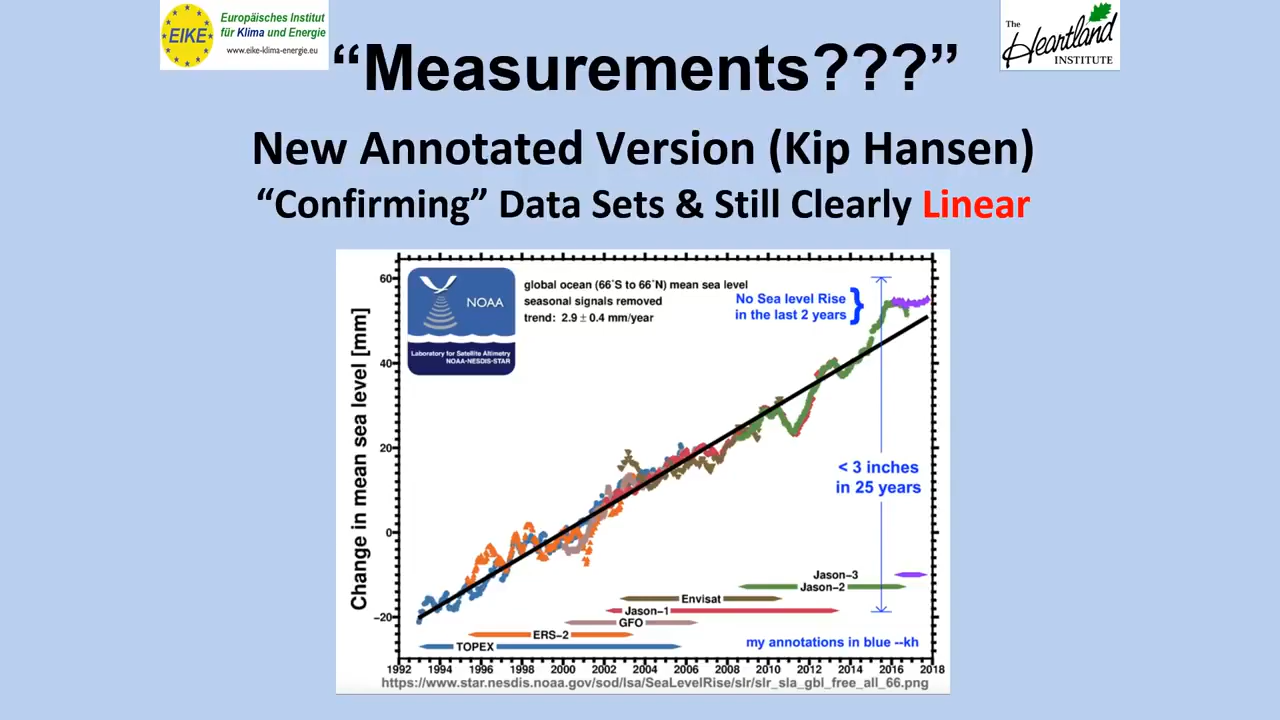 EIKE
Europäisches Institut
für Klima und Energie
www.eike-klima-energie.eu
The
Heartland
INSTITUTE
“Measurements???”
New Annotated Version (Kip Hansen)
“Confirming” Data Sets & Still Clearly Linear
NOAA
Laboratory for Satellite Altimetry
NOAA-NESDIS-STAR
global ocean (66°S to 66°N) mean sea level
seasonal signals removed
trend: 2.9 ± 0.4 mm/year
No Sea level Rise
in the last 2 years
< 3 inches
in 25 years
Change in mean sea level [mm]
60
40
20
0
−20
Jason−3
Jason−2
Envisat
Jason−1
GFO
ERS−2
TOPEX
my annotations in blue --kh
1992 1994 1996 1998 2000 2002 2004 2006 2008 2010 2012 2014 2016 2018
https://www.star.nesdis.noaa.gov/sod/lsa/SeaLevelRise/slr/slr_sla_gbl_free_all_66.png